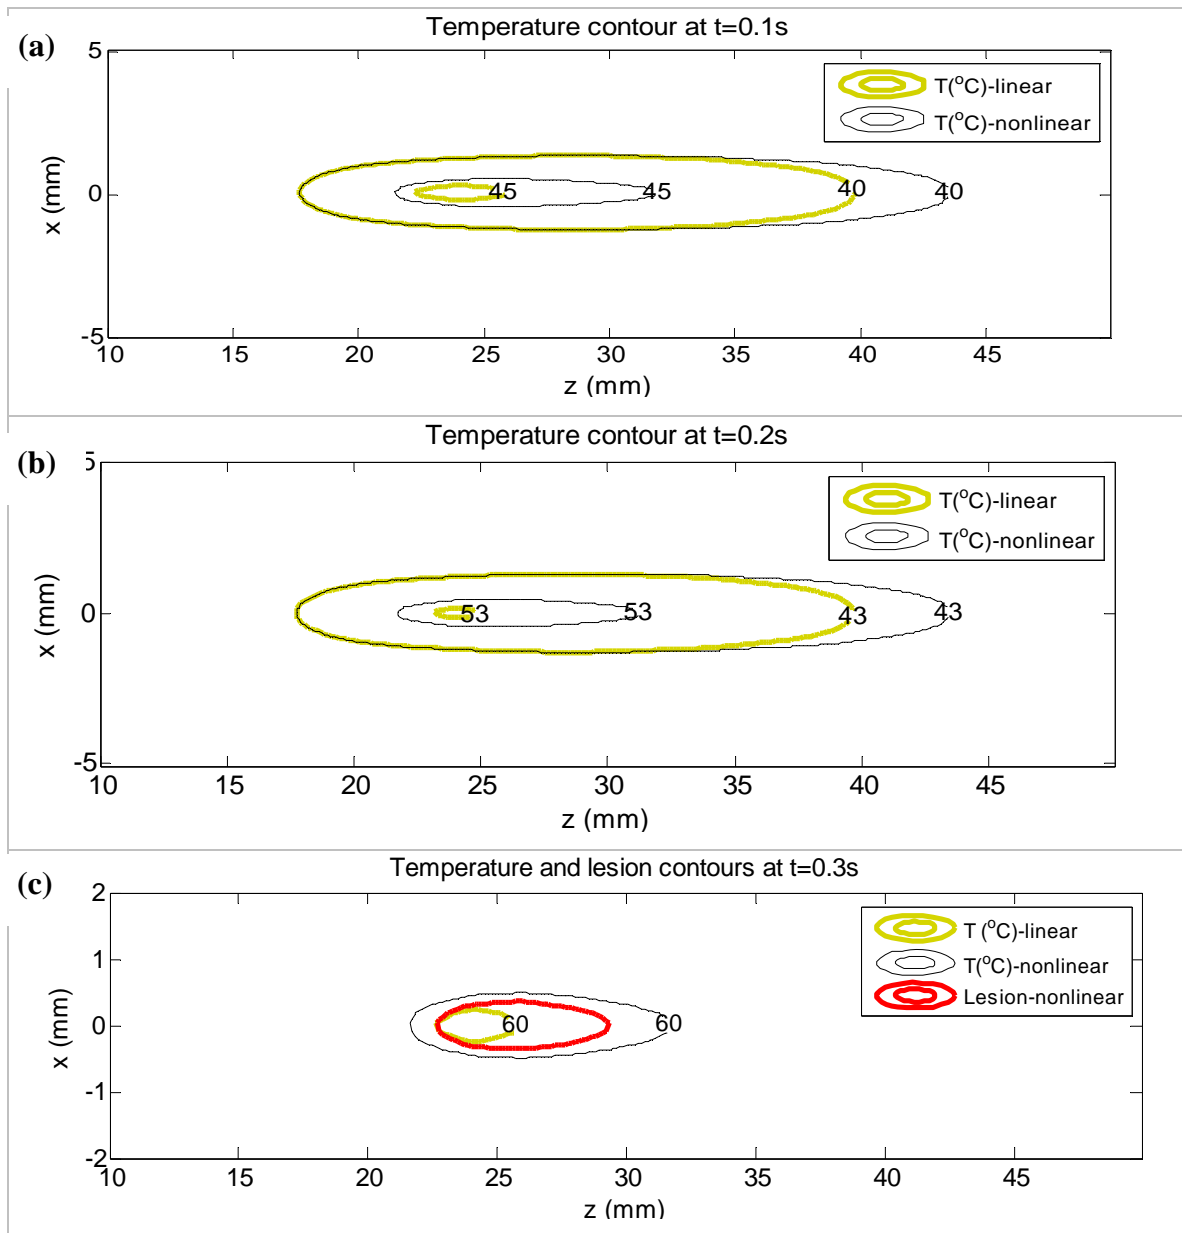 (a)
Temperature contour at t=0.1s
T(°C)-linear
T(°C)-nonlinear
5
0
-5
x (mm)
45 45 40 40
10 15 20 25 30 35 40 45
z (mm)
(b)
Temperature contour at t=0.2s
T(°C)-linear
T(°C)-nonlinear
5
0
-5
x (mm)
53 53 43 43
10 15 20 25 30 35 40 45
z (mm)
(c)
Temperature and lesion contours at t=0.3s
T (°C)-linear
T(°C)-nonlinear
Lesion-nonlinear
2
1
0
-1
-2
x (mm)
60 60
10 15 20 25 30 35 40 45
z (mm)